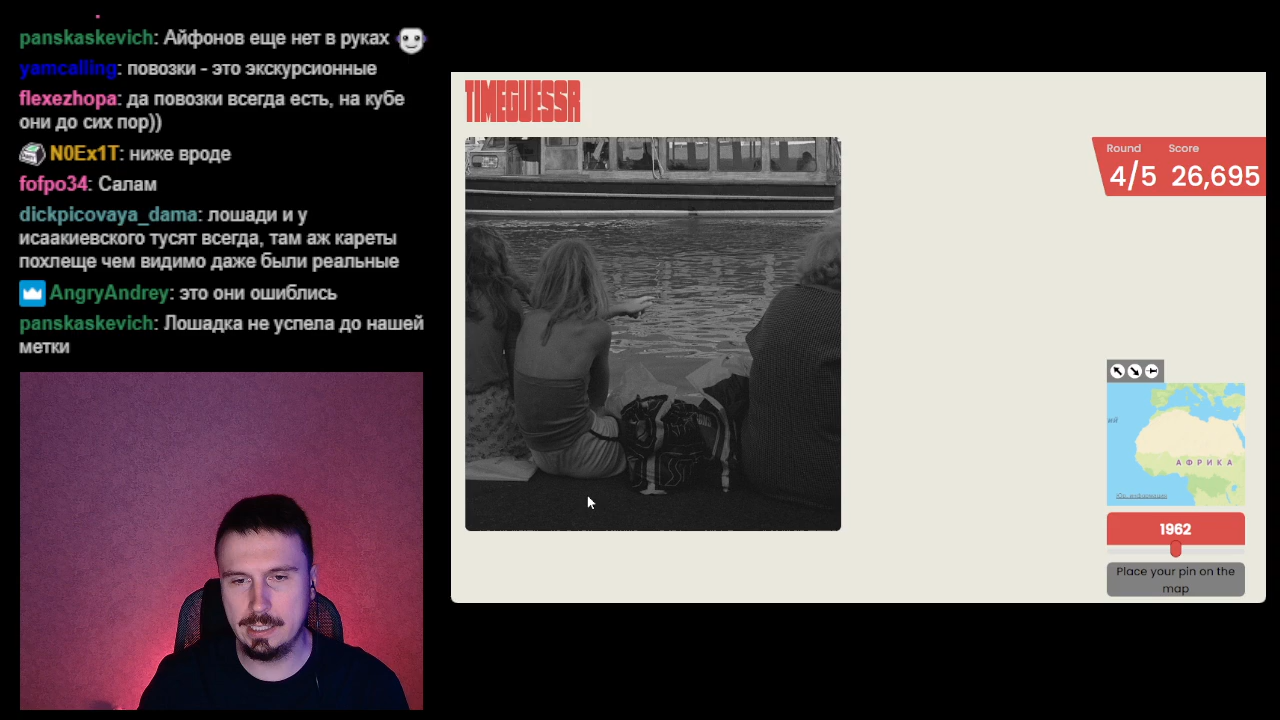 panskaskevich: Айфонов еще нет в руках
yamcalling: повозки - это экскурсионные
flexezhopa: да повозки всегда есть, на кубе
они до сих пор))
N0Ex1T: ниже вроде
fofpo34: Салам
dickpicovaya_dama: лошади и у
исаакиевского тусят всегда, там аж кареты
похлеще чем видимо даже были реальные
AngryAndrey: это они ошиблись
panskaskevich: Лошадка не успела до нашей
метки
TIMEGUESSR
Round Score
4/5 26,695
АФРИКА
1962
Place your pin on the
map